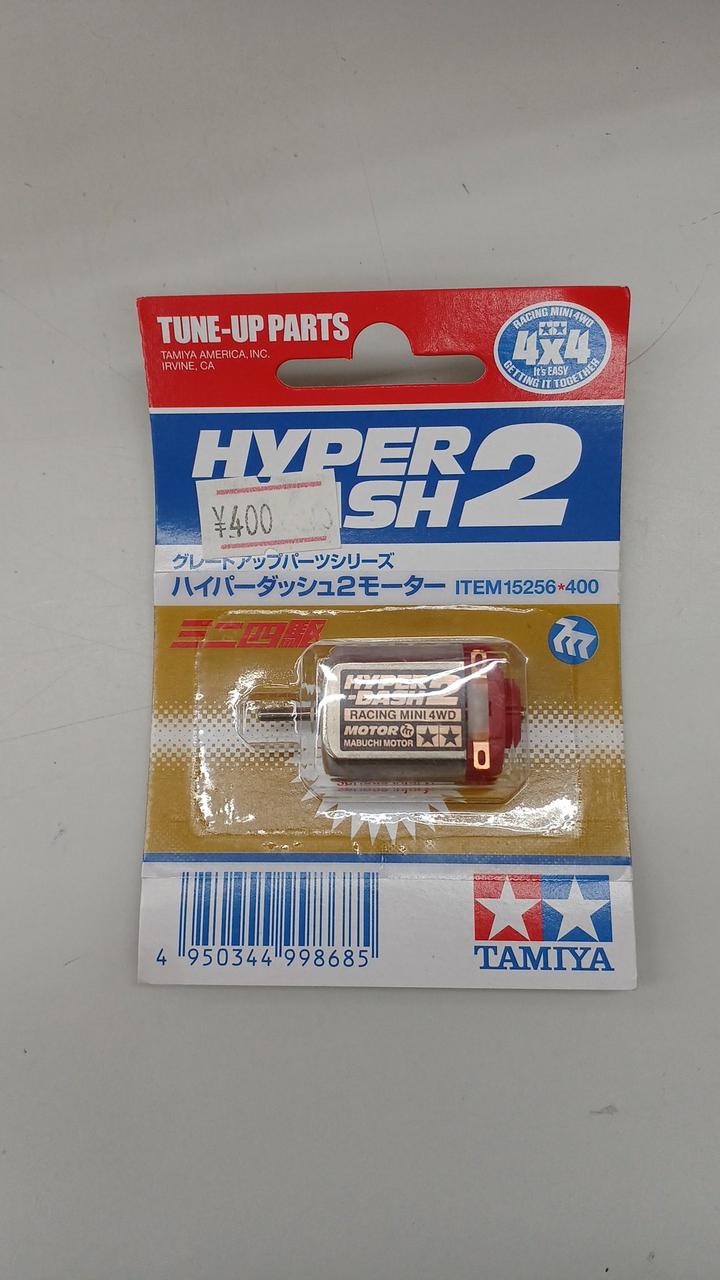 TUNE-UP PARTS
TAMIYA AMERICA, INC.
IRVINE, CA
RACING MINI 4WD
4x4
It's EASY
GETTING IT TOGETHER
HYPER
DASH 2
¥400
グレードアップパーツシリーズ
ハイパーダッシュ2モーター ITEM 15256*400
ミニ四駆
HYPER
-DASH 2
RACING MINI 4WD
MOTOR
MABUCHI MOTOR
4 950344 998685
TAMIYA